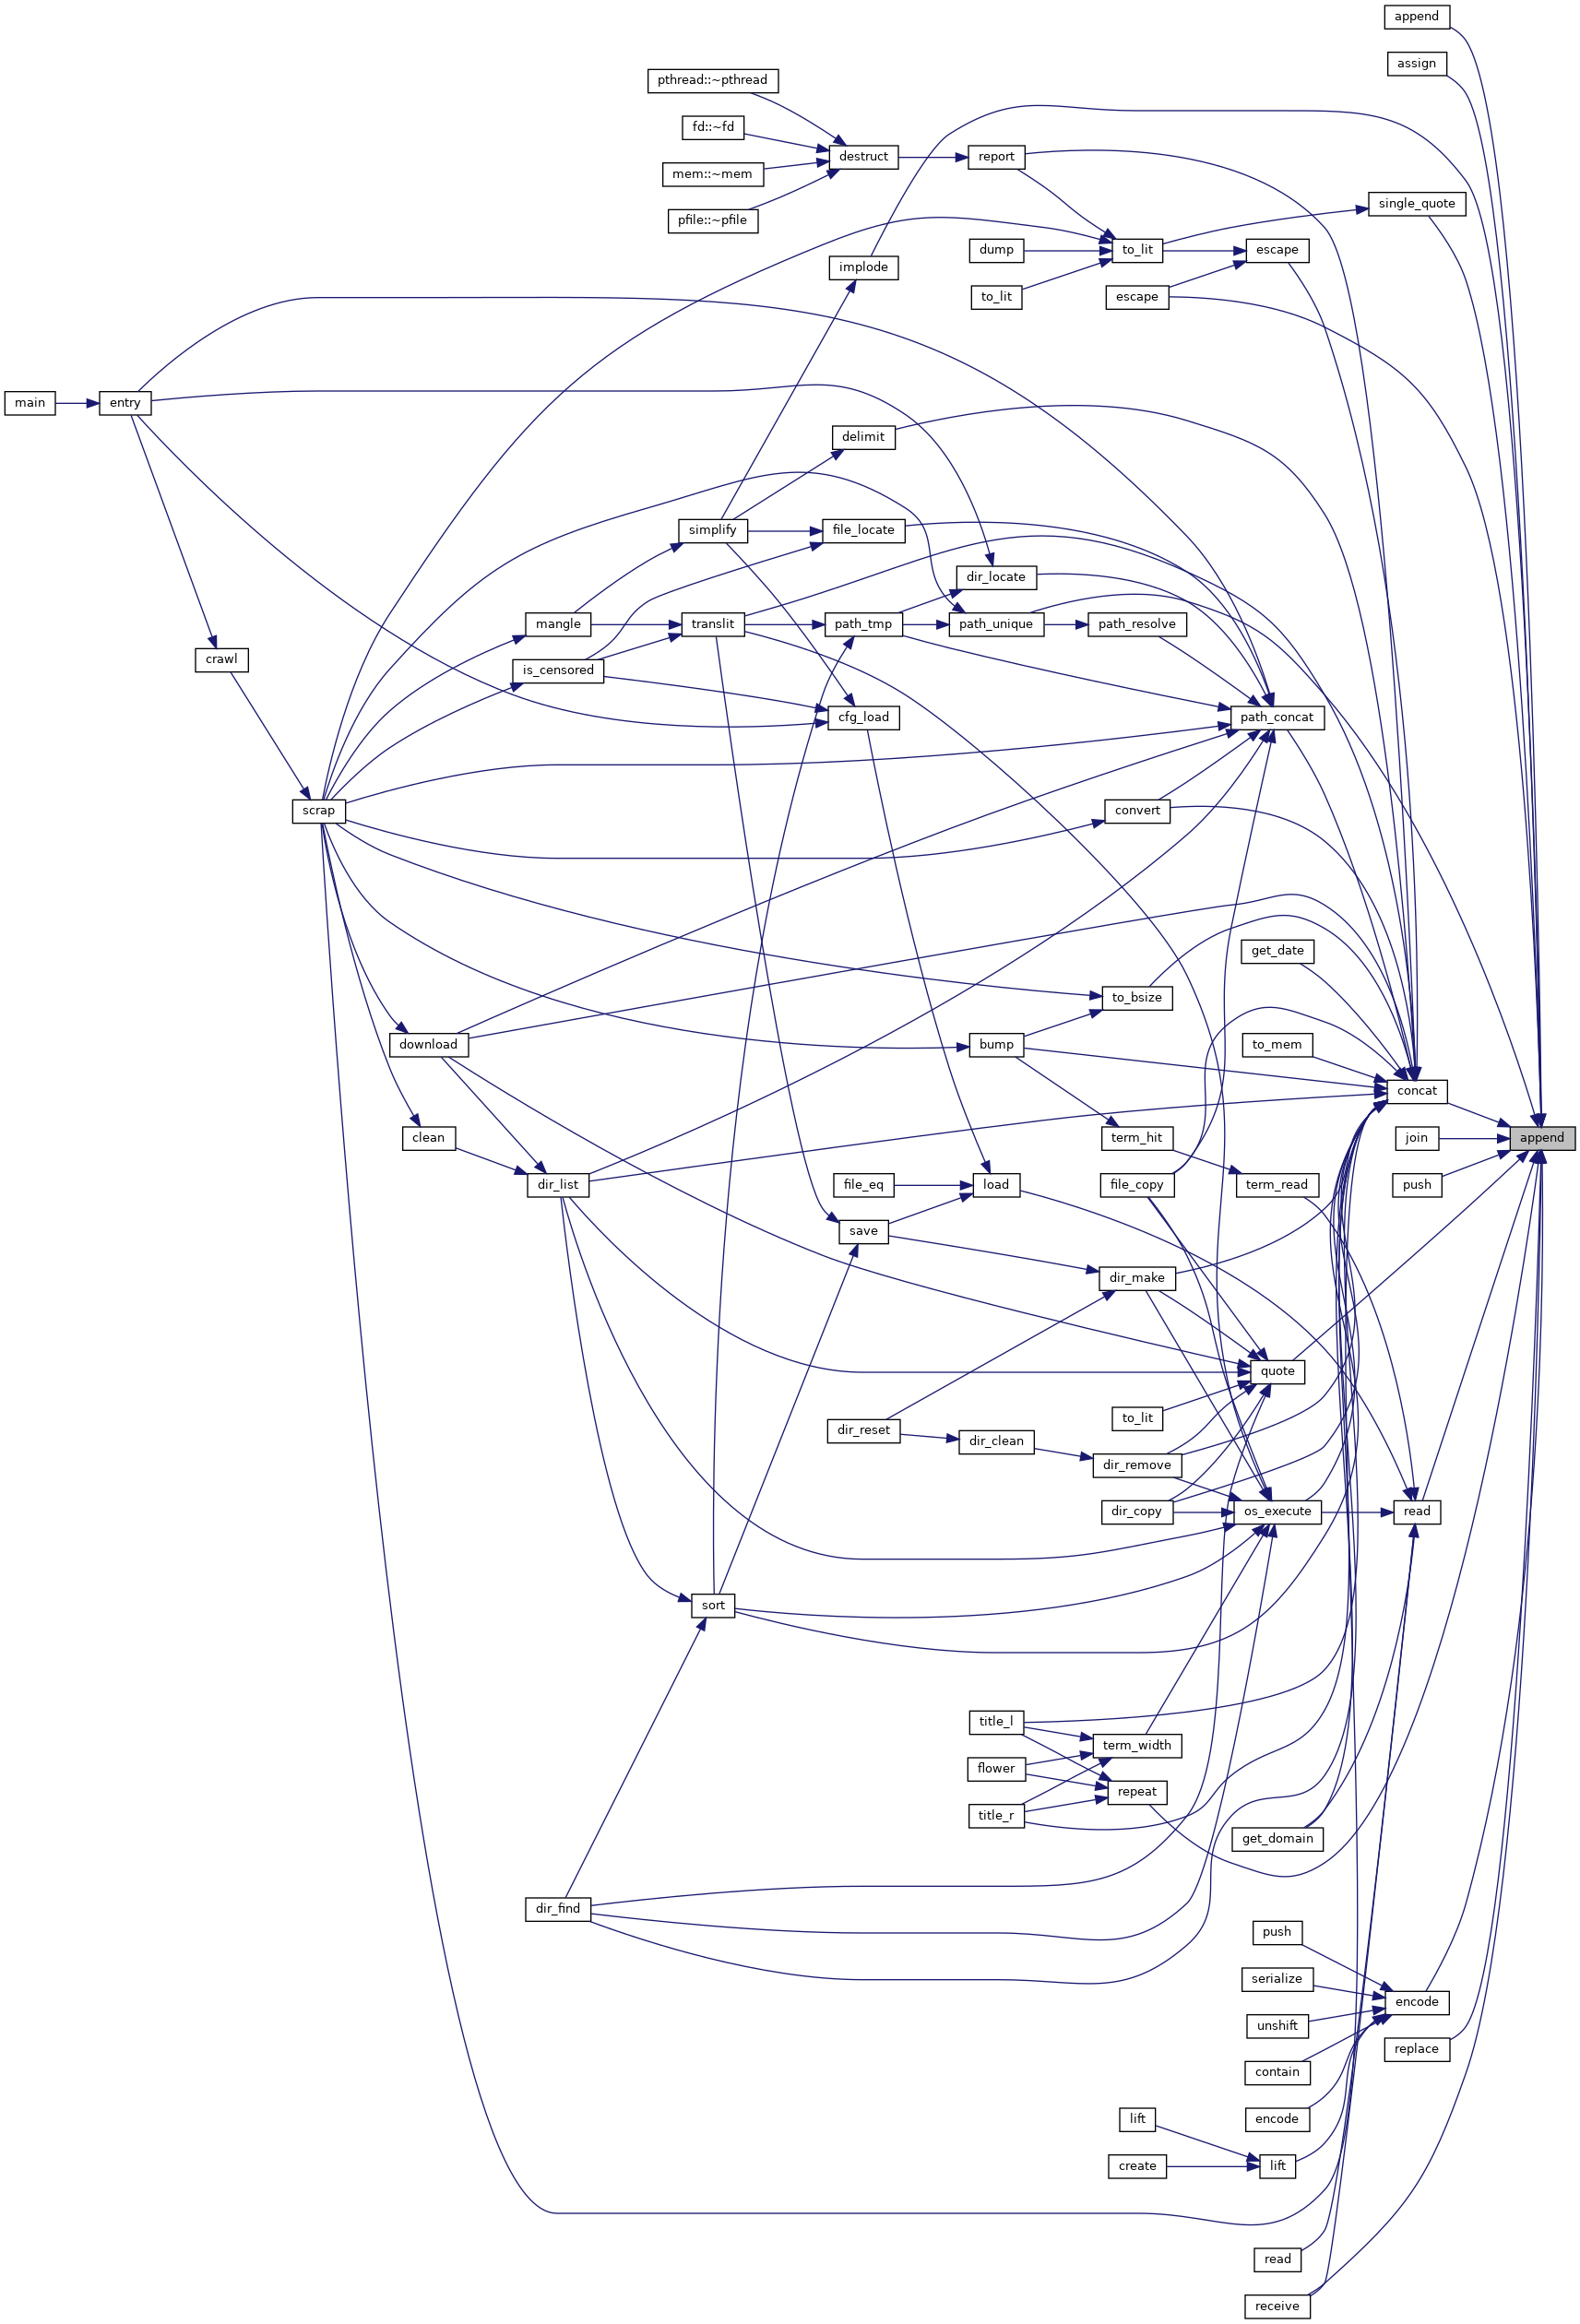 append
assign
pthread::~pthread
fd::~fd
destruct
report
mem::~mem
single_quote
pfile::~pfile
dump
to_lit
escape
implode
to_lit
escape
main
entry
delimit
simplify
file_locate
dir_locate
mangle
translit
path_tmp
path_unique
path_resolve
crawl
is_censored
cfg_load
path_concat
scrap
convert
get_date
to_bsize
download
bump
to_mem
concat
clean
term_hit
join
append
dir_list
file_eq
load
file_copy
term_read
push
save
dir_make
quote
to_lit
dir_reset
dir_clean
dir_remove
dir_copy
os_execute
read
sort
title_l
term_width
flower
repeat
title_r
get_domain
dir_find
push
serialize
encode
unshift
replace
contain
encode
lift
create
lift
read
receive